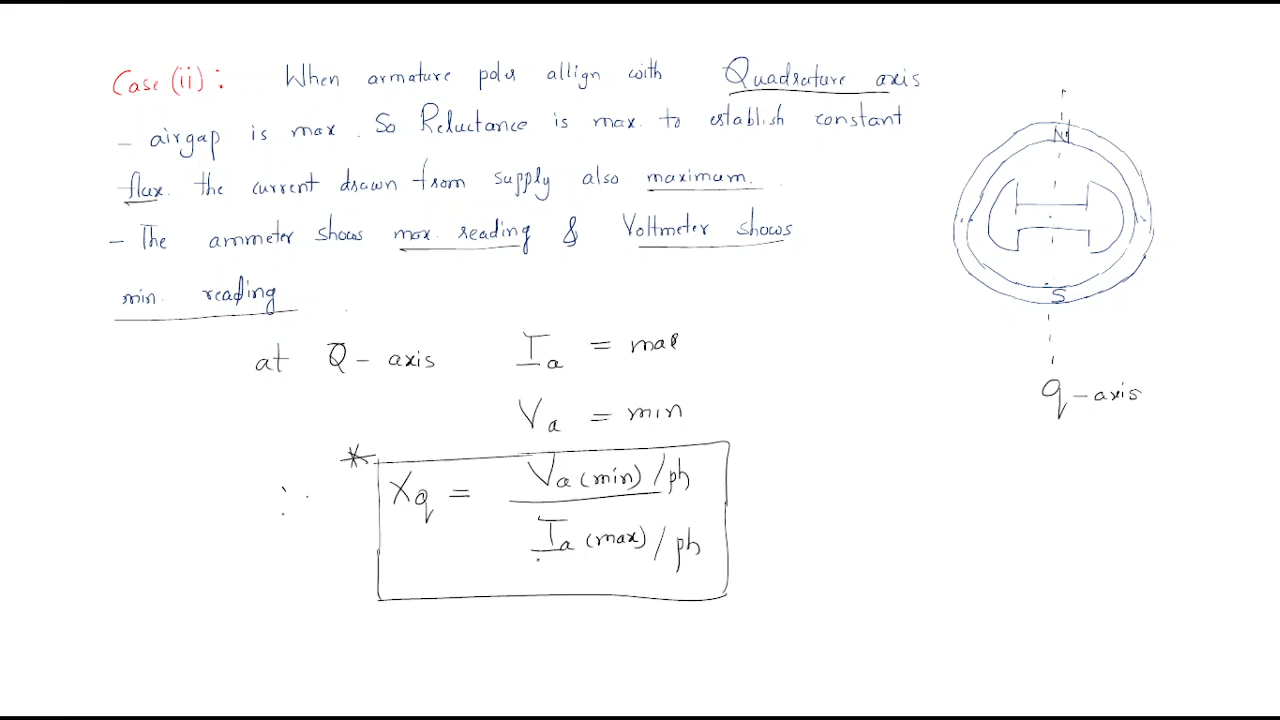 Case (ii) : When armature poles allign with Quadrature axis
- airgap is max. So Reluctance is max. to establish constant
flux. the current drawn from supply also maximum.
- The ammeter shows max. reading & Voltmeter shows
min. reading
at Q - axis Ia = max
Va = min
* ∴ Xq = Va (min) / ph
Ia (max) / ph
N
S
q - axis